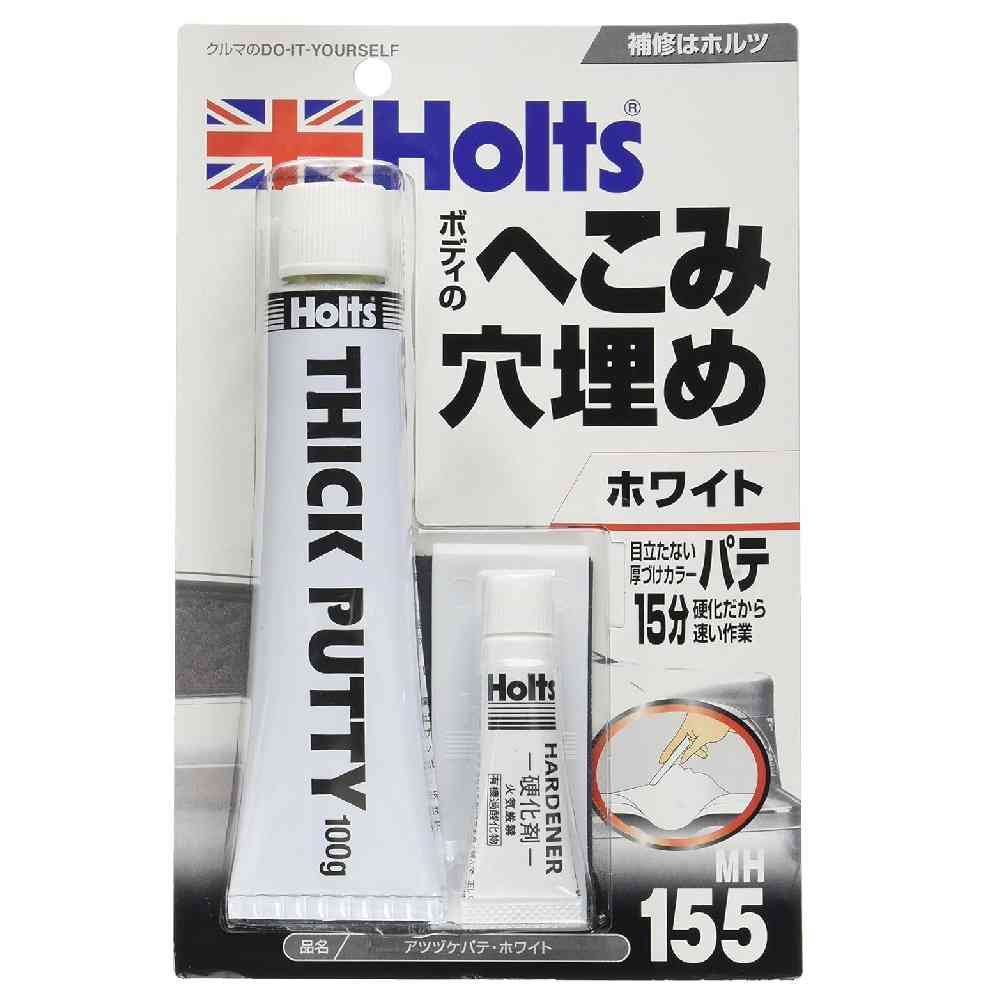 クルマのDO-IT-YOURSELF
補修はホルツ
Holts®
ボディの
へこみ
穴埋め
Holts
THICK PUTTY 100g
ホワイト
目立たない
厚づけカラー
パテ
15分
硬化だから
速い作業
Holts
HARDENER
ー硬化剤ー
火気厳禁
有機過酸化物
MH
155
品名
アツヅケパテ・ホワイト